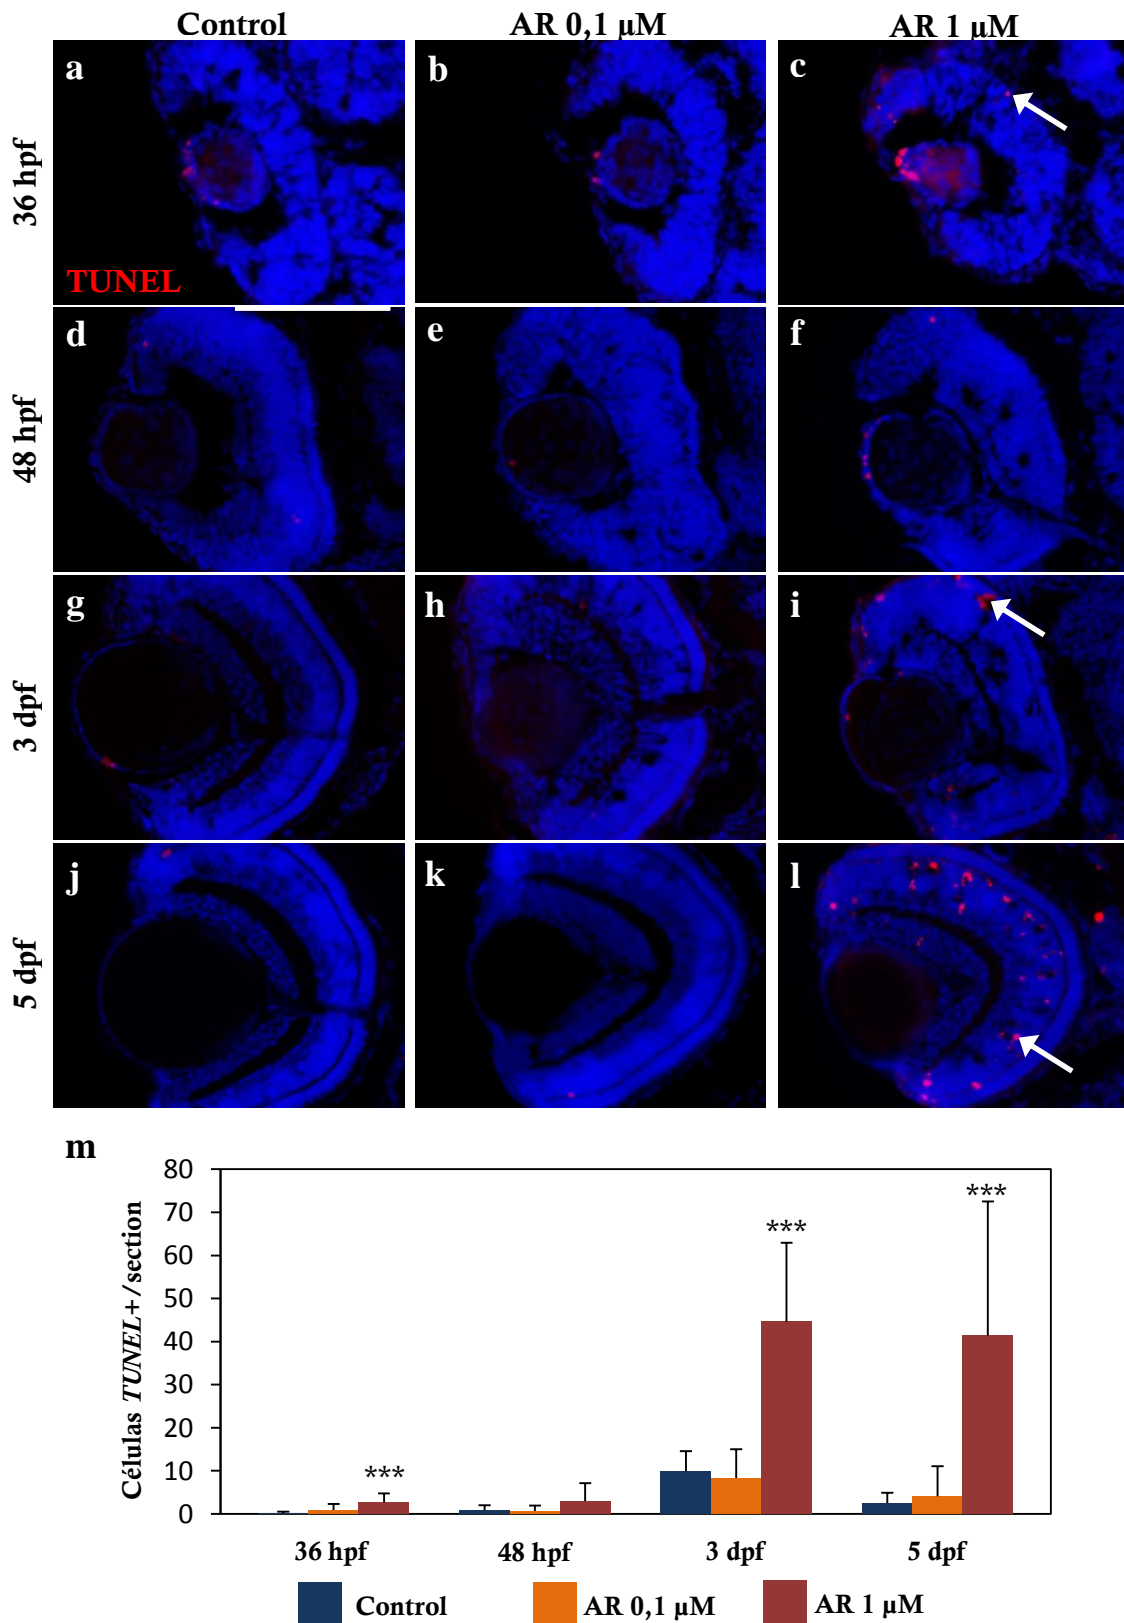 Control AR 0,1 µM AR 1 µM
36 hpf
a b c
TUNEL
48 hpf
d e f
3 dpf
g h i
5 dpf
j k l
m
Células TUNEL+/section
80
70
60
50
40
30
20
10
0
***
***
***
36 hpf 48 hpf 3 dpf 5 dpf
Control AR 0,1 µM AR 1 µM